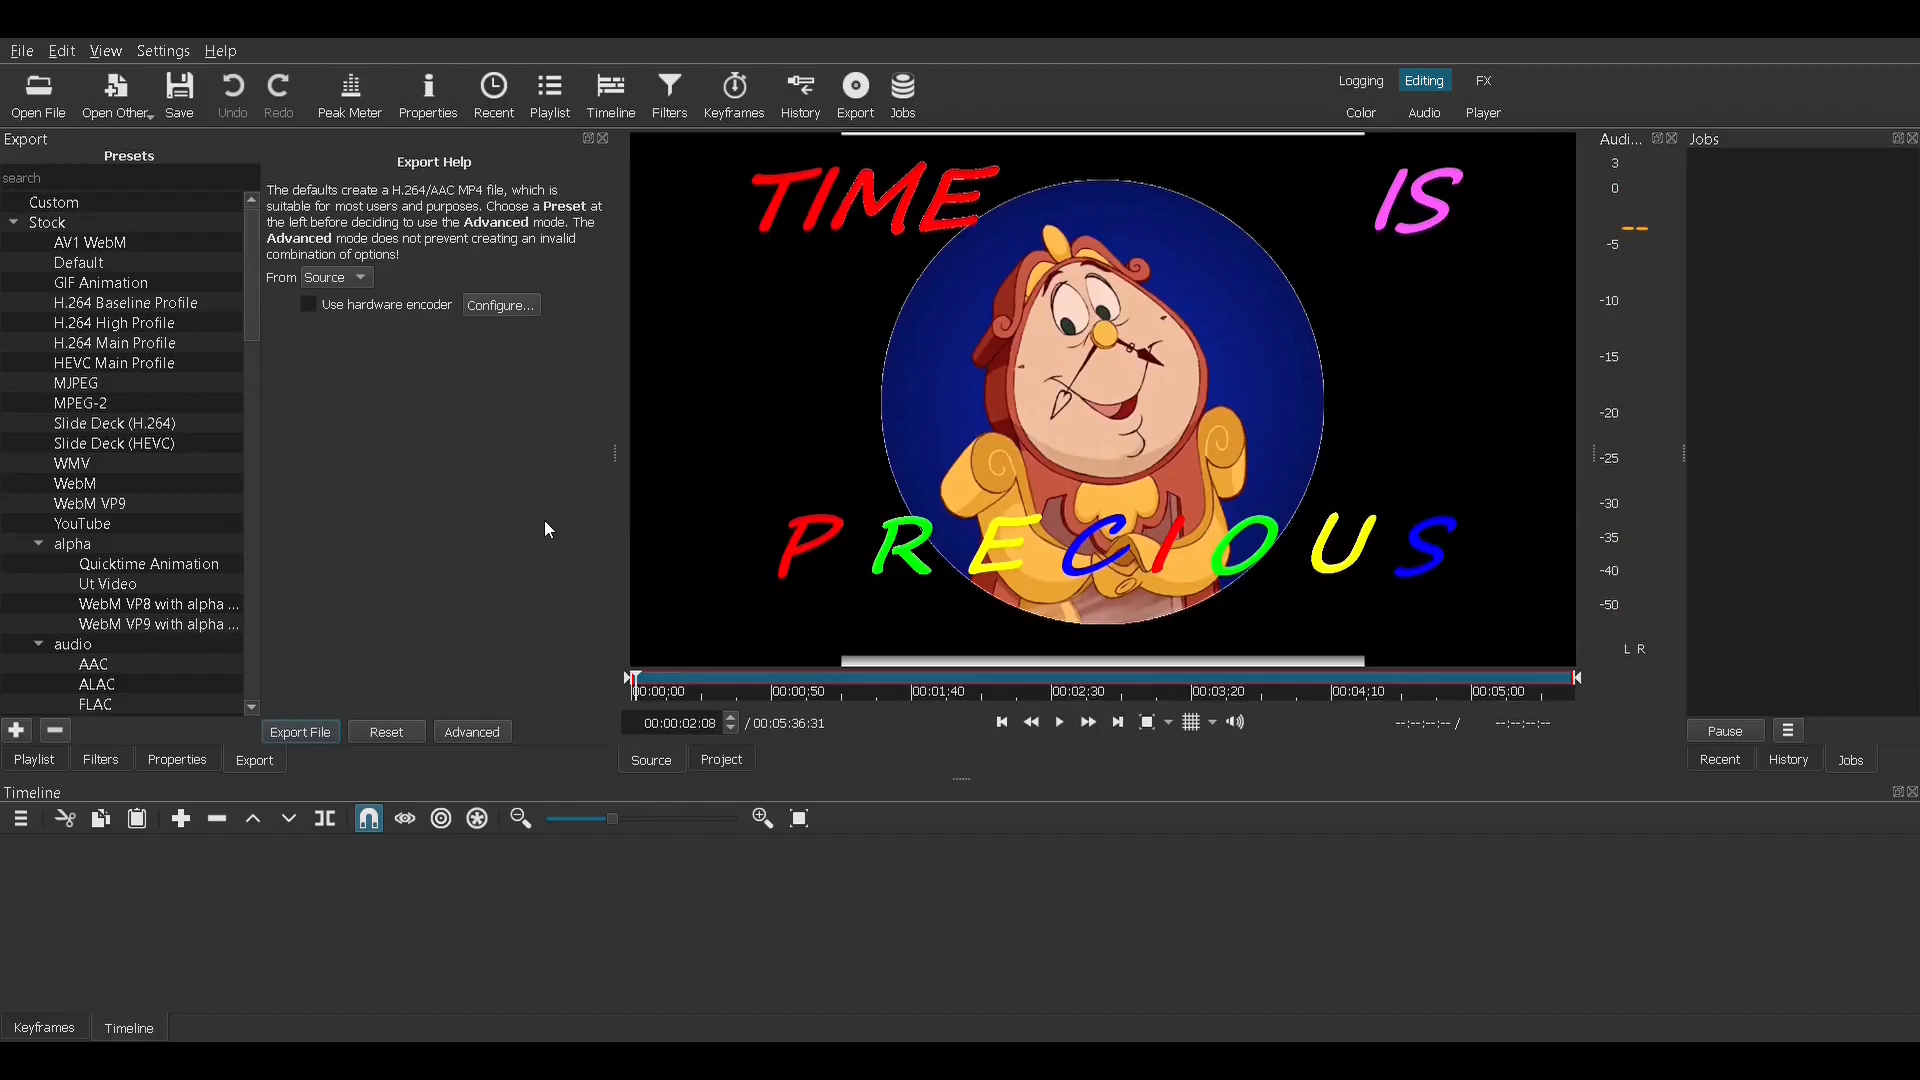 File Edit View Settings Help
Open File Open Other Save Undo Redo Peak Meter Properties Recent Playlist Timeline Filters Keyframes History Export Jobs
Logging Editing FX
Color Audio Player
Export
Presets
search
Custom
Stock
AV1 WebM
Default
GIF Animation
H.264 Baseline Profile
H.264 High Profile
H.264 Main Profile
HEVC Main Profile
MJPEG
MPEG-2
Slide Deck (H.264)
Slide Deck (HEVC)
WMV
WebM
WebM VP9
YouTube
alpha
Quicktime Animation
Ut Video
WebM VP8 with alpha ...
WebM VP9 with alpha ...
audio
AAC
ALAC
FLAC
Export Help
The defaults create a H.264/AAC MP4 file, which is
suitable for most users and purposes. Choose a Preset at
the left before deciding to use the Advanced mode. The
Advanced mode does not prevent creating an invalid
combination of options!
From Source
Use hardware encoder Configure...
Export File Reset Advanced
Playlist Filters Properties Export
TIME IS
PRECIOUS
00:00:00 00:00:50 00:01:40 00:02:30 00:03:20 00:04:10 00:05:00
00:00:02:08 / 00:05:36:31 --:--:--:-- / --:--:--:--
Source Project
Audi...
3
0
-5
-10
-15
-20
-25
-30
-35
-40
-50
L R
Jobs
Pause
Recent History Jobs
Timeline
Keyframes Timeline